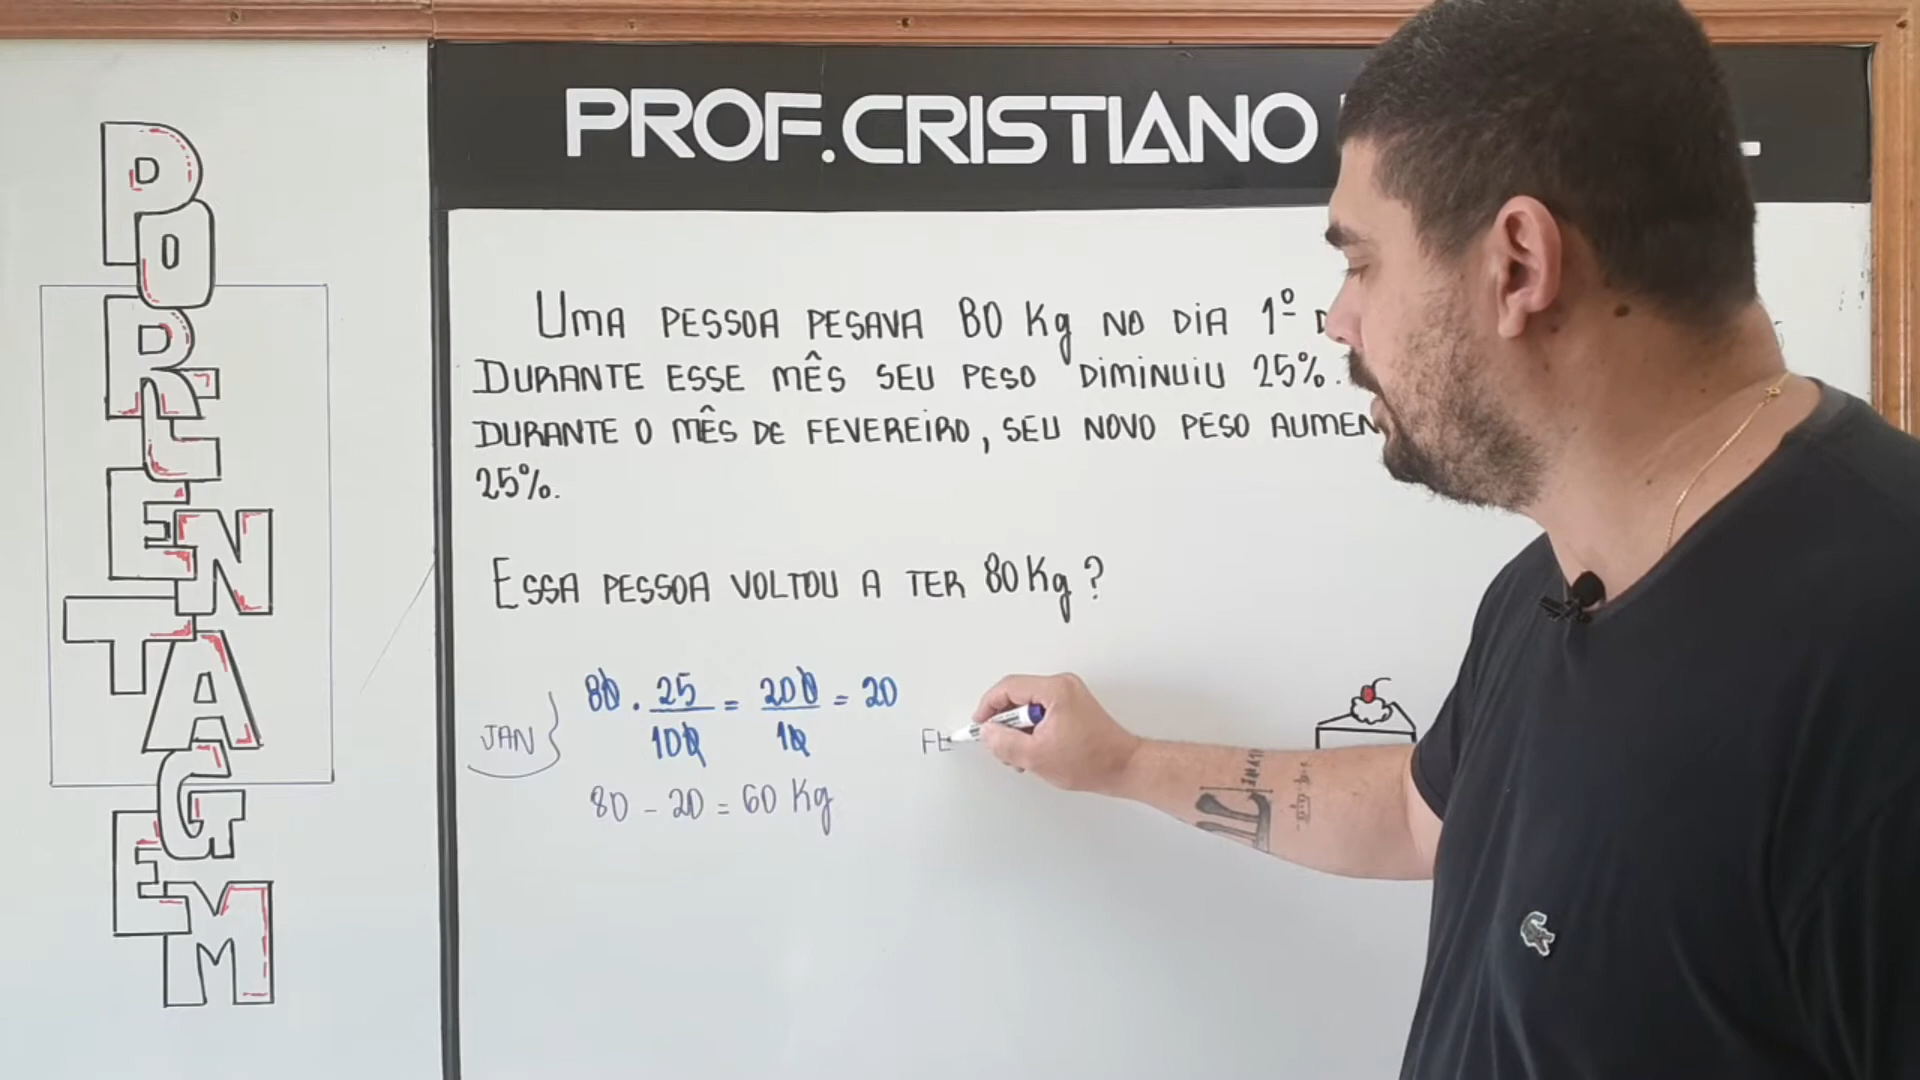 PORCENTAGEM
PROF.CRISTIANO
UMA PESSOA PESAVA 80 Kg NO DIA 1º
DURANTE ESSE MÊS SEU PESO DIMINUIU 25%.
DURANTE O MÊS DE FEVEREIRO, SEU NOVO PESO AUMEN
25%.
ESSA PESSOA VOLTOU A TER 80 Kg?
JAN } 80 . 25/100 = 200/10 = 20
80 - 20 = 60 Kg
FE